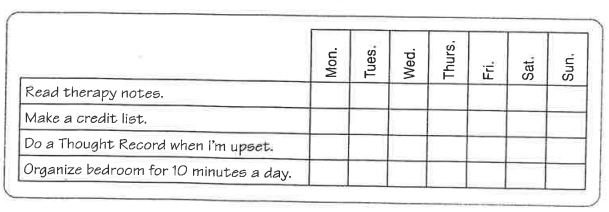 Mon. Tues. Wed. Thurs. Fri. Sat. Sun.
Read therapy notes.
Make a credit list.
Do a Thought Record when i'm upset.
Organize bedroom for 10 minutes a day.